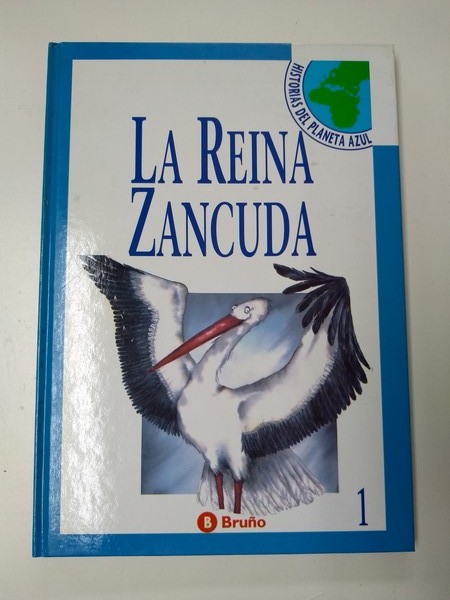 HISTORIAS DEL PLANETA AZUL
LA REINA
ZANCUDA
B Bruño
1